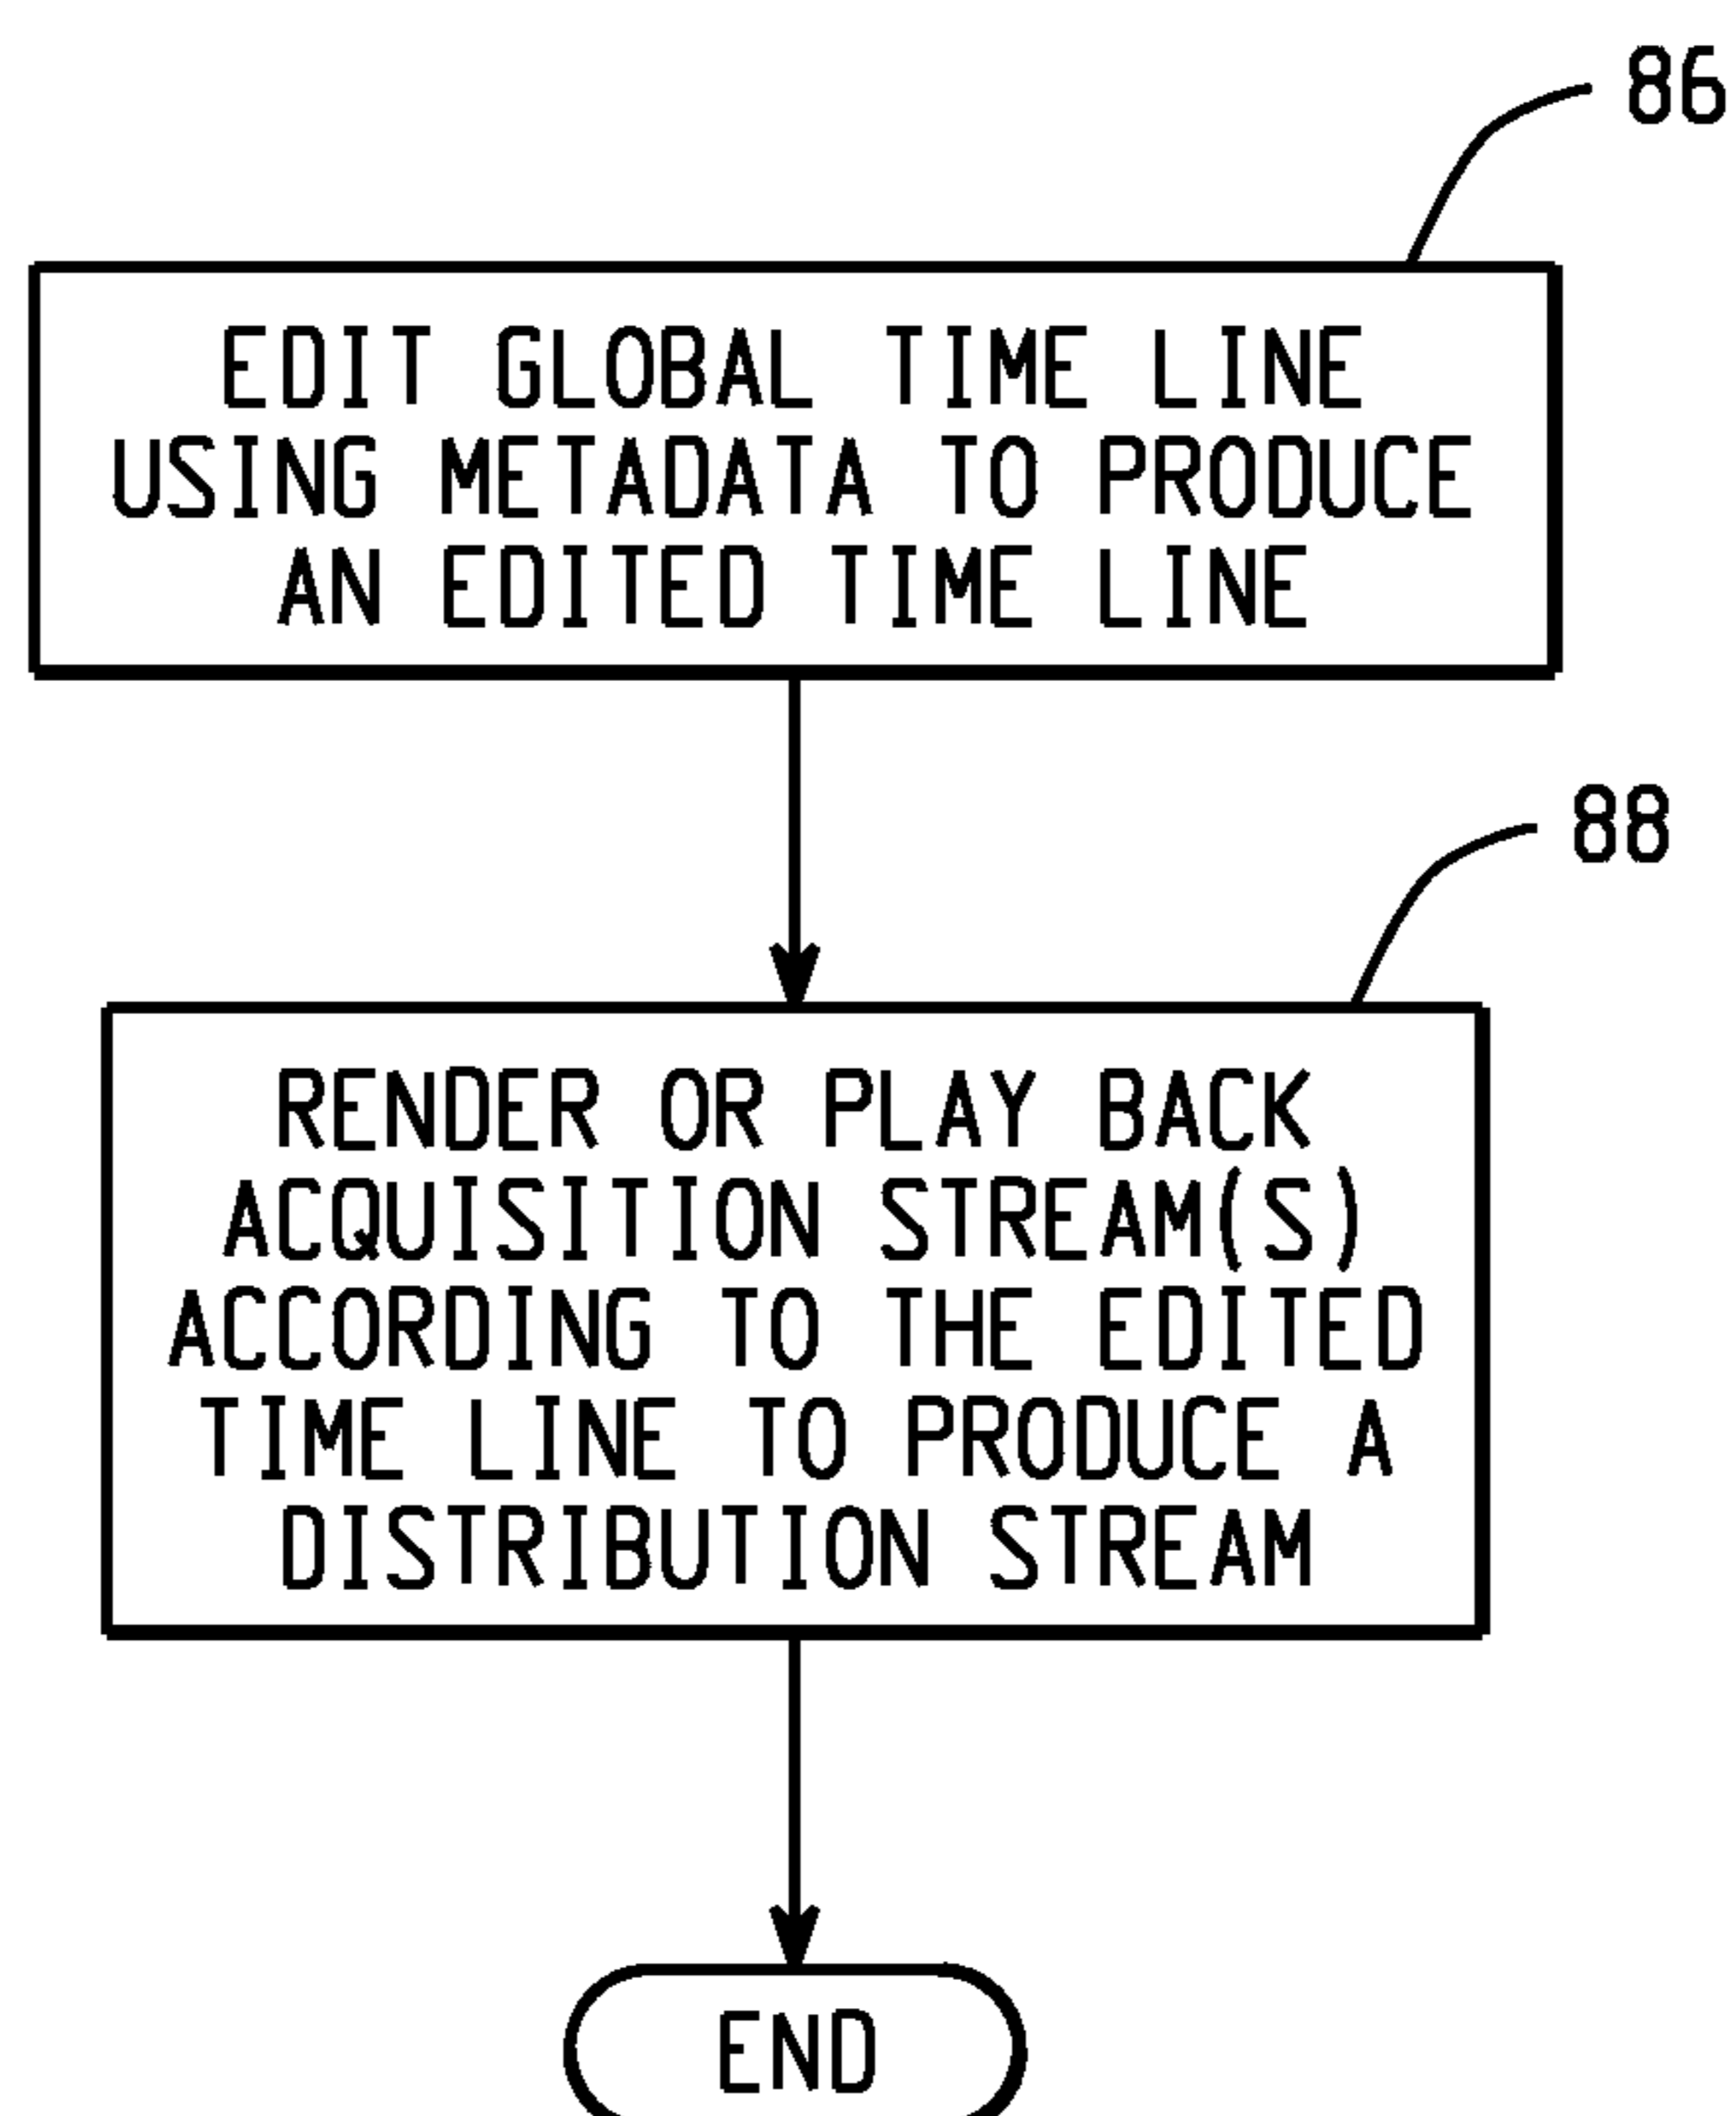 86
EDIT GLOBAL TIME LINE
USING METADATA TO PRODUCE
AN EDITED TIME LINE
88
RENDER OR PLAY BACK
ACQUISITION STREAM(S)
ACCORDING TO THE EDITED
TIME LINE TO PRODUCE A
DISTRIBUTION STREAM
END